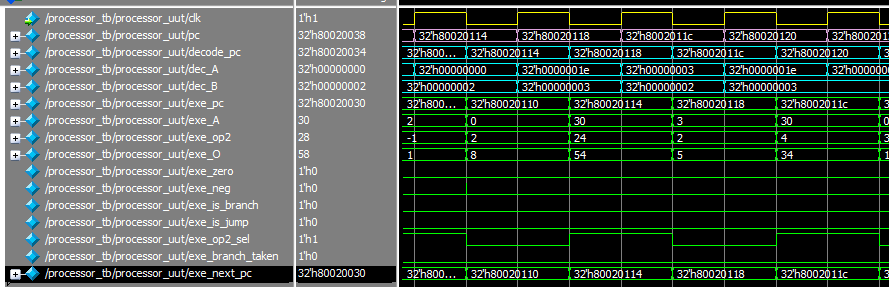 /processor_tb/processor_uut/clk 1'h1
/processor_tb/processor_uut/pc 32'h80020038 32'h80020114 32'h80020118 32'h8002011c 32'h80020120 32'h800...
/processor_tb/processor_uut/decode_pc 32'h80020034 32'h800... 32'h80020114 32'h80020118 32'h8002011c 32'h80020120
/processor_tb/processor_uut/dec_A 32'h00000000 32'h00000000 32'h0000001e 32'h00000003 32'h0000001e 32'h0000000
/processor_tb/processor_uut/dec_B 32'h00000002 32'h00000002 32'h00000003 32'h00000002 32'h00000003
/processor_tb/processor_uut/exe_pc 32'h80020030 32'h800... 32'h80020110 32'h80020114 32'h80020118 32'h8002011c
/processor_tb/processor_uut/exe_A 30 2 0 30 3 30 0
/processor_tb/processor_uut/exe_op2 28 -1 2 24 2 4 3
/processor_tb/processor_uut/exe_O 58 1 8 54 5 34 1
/processor_tb/processor_uut/exe_zero 1'h0
/processor_tb/processor_uut/exe_neg 1'h0
/processor_tb/processor_uut/exe_is_branch 1'h0
/processor_tb/processor_uut/exe_is_jump 1'h0
/processor_tb/processor_uut/exe_op2_sel 1'h1
/processor_tb/processor_uut/exe_branch_taken 1'h0
/processor_tb/processor_uut/exe_next_pc 32'h80020030 32'h800... 32'h80020110 32'h80020114 32'h80020118 32'h8002011c